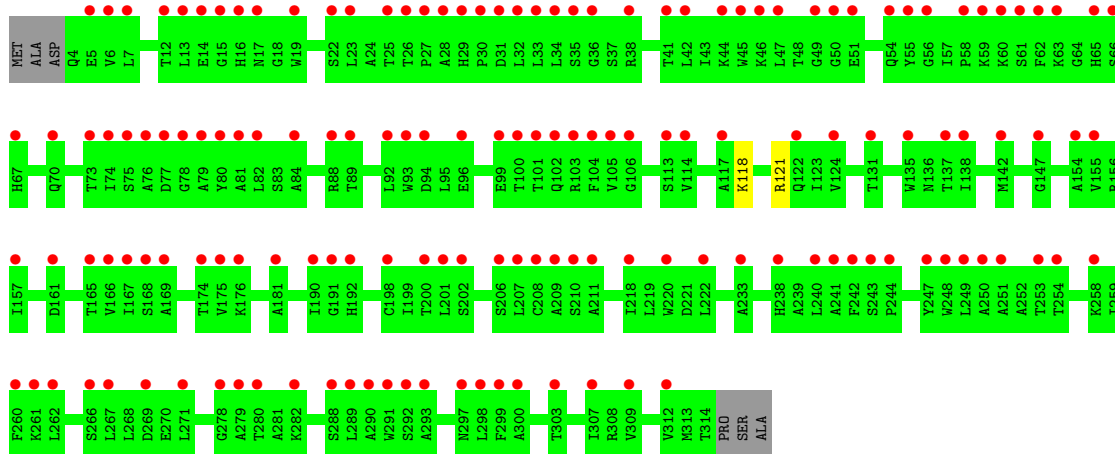 MET ALA ASP Q4 E5 V6 L7 T12 L13 E14 G15 H16 N17 G18 W19 S22 L23 A24 T25 T26 P27 A28 H29 P30 D31 L32 L33 L34 S35 G36 S37 R38 T41 L42 I43 K44 W45 K46 L47 T48 G49 G50 E51 Q54 Y55 G56 I57 P58 K59 K60 S61 F62 K63 G64 H65 S66
H67 Q70 T73 I74 S75 A76 D77 G78 A79 Y80 A81 L82 S83 A84 R88 T89 L92 W93 D94 L95 E96 E99 T100 T101 Q102 R103 F104 V105 G106 S113 V114 A117 K118 R121 Q122 I123 V124 T131 W135 N136 T137 I138 M142 G147 A154 V155 R156
I157 D161 T165 V166 I167 S168 A169 T174 V175 K176 A181 I190 G191 H192 C198 I199 T200 L201 S202 S206 L207 C208 A209 S210 A211 I218 L219 W220 D221 L222 A233 H238 A239 L240 A241 F242 S243 P244 Y247 W248 L249 A250 A251 A252 T253 T254 K258 I259
F260 K261 L262 S266 L267 L268 D269 E270 L271 G278 A279 T280 A281 K282 S288 L289 A290 W291 S292 A293 N297 L298 F299 A300 T303 I307 R308 V309 V312 M313 T314 PRO SER ALA